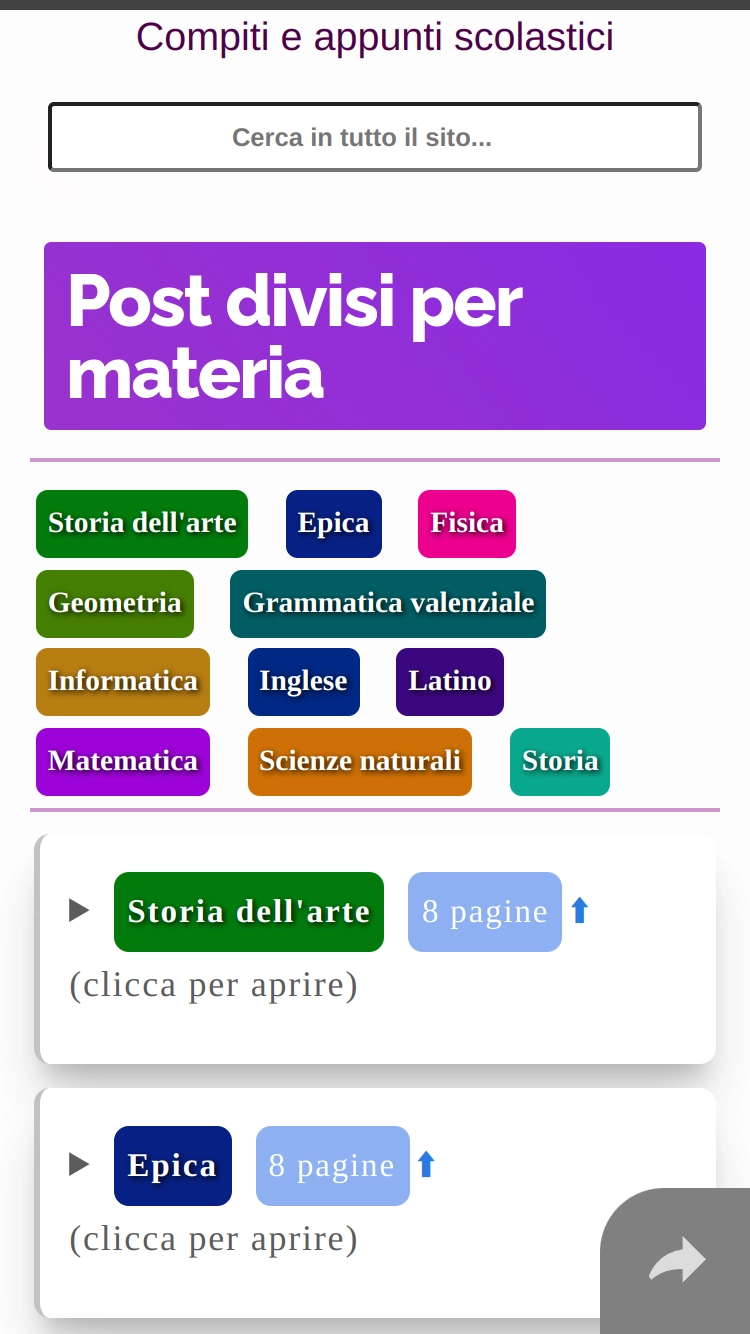 Compiti e appunti scolastici
Cerca in tutto il sito...
Post divisi per
materia
Storia dell'arte Epica Fisica
Geometria Grammatica valenziale
Informatica Inglese Latino
Matematica Scienze naturali Storia
Storia dell'arte 8 pagine
(clicca per aprire)
Epica 8 pagine
(clicca per aprire)